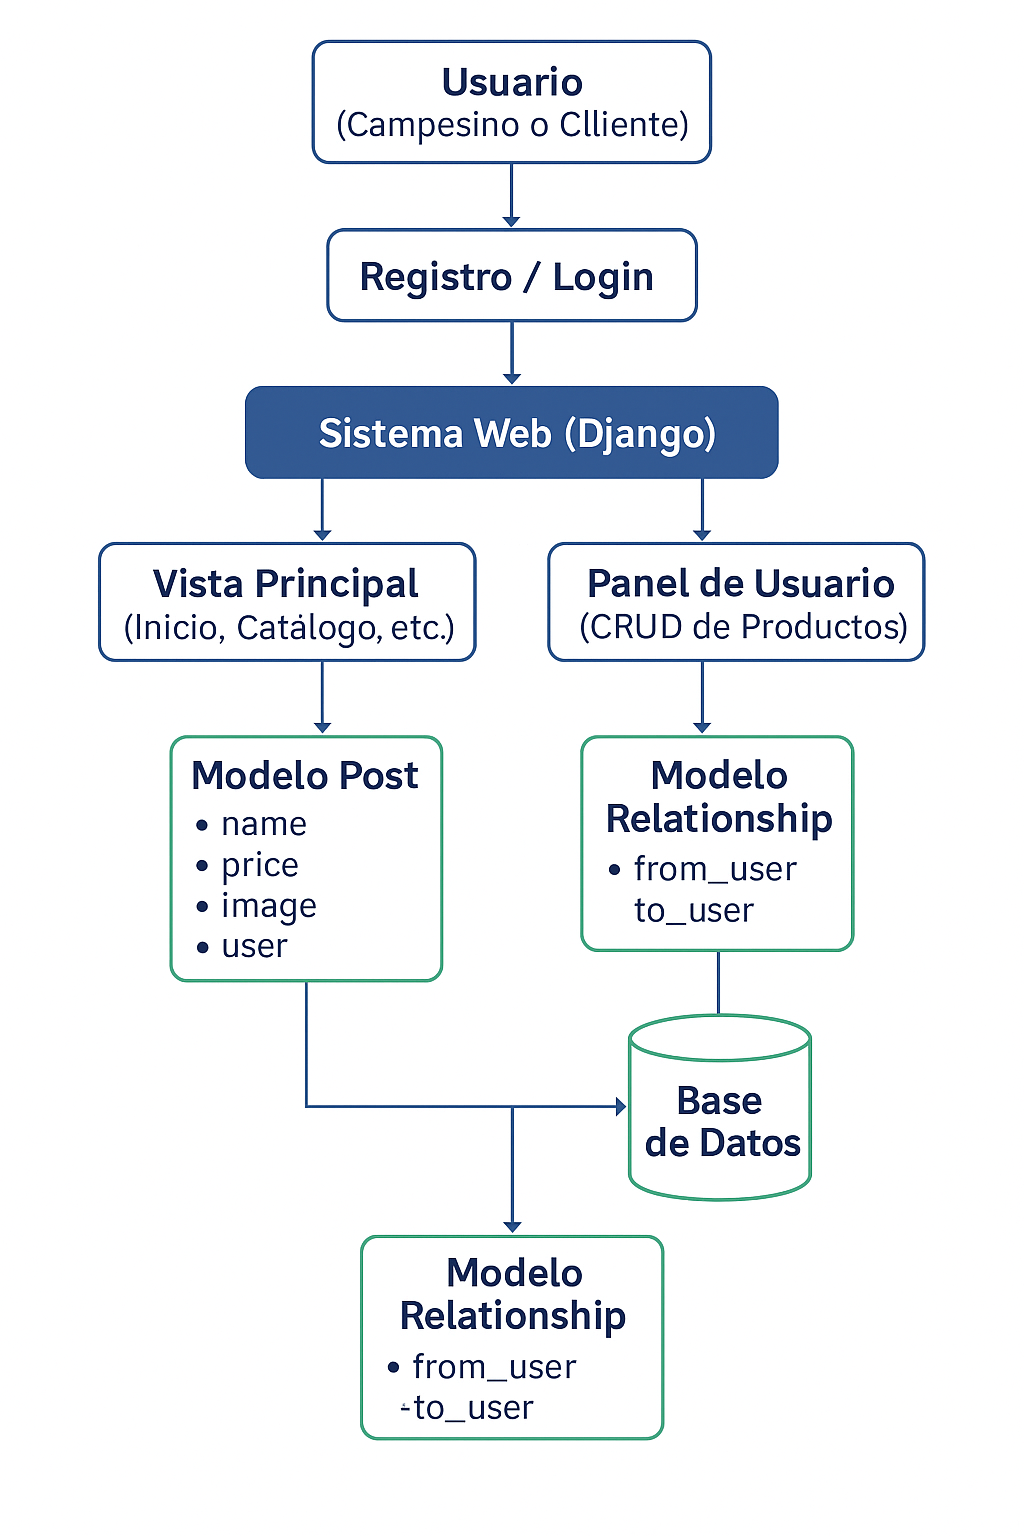 Usuario
(Campesino o Clliente)
Registro / Login
Sistema Web (Django)
Vista Principal
(Inicio, Catálogo, etc.)
Panel de Usuario
(CRUD de Productos)
Modelo Post
• name
• price
• image
• user
Modelo
Relationship
• from_user
to_user
Base
de Datos
Modelo
Relationship
• from_user
-to_user